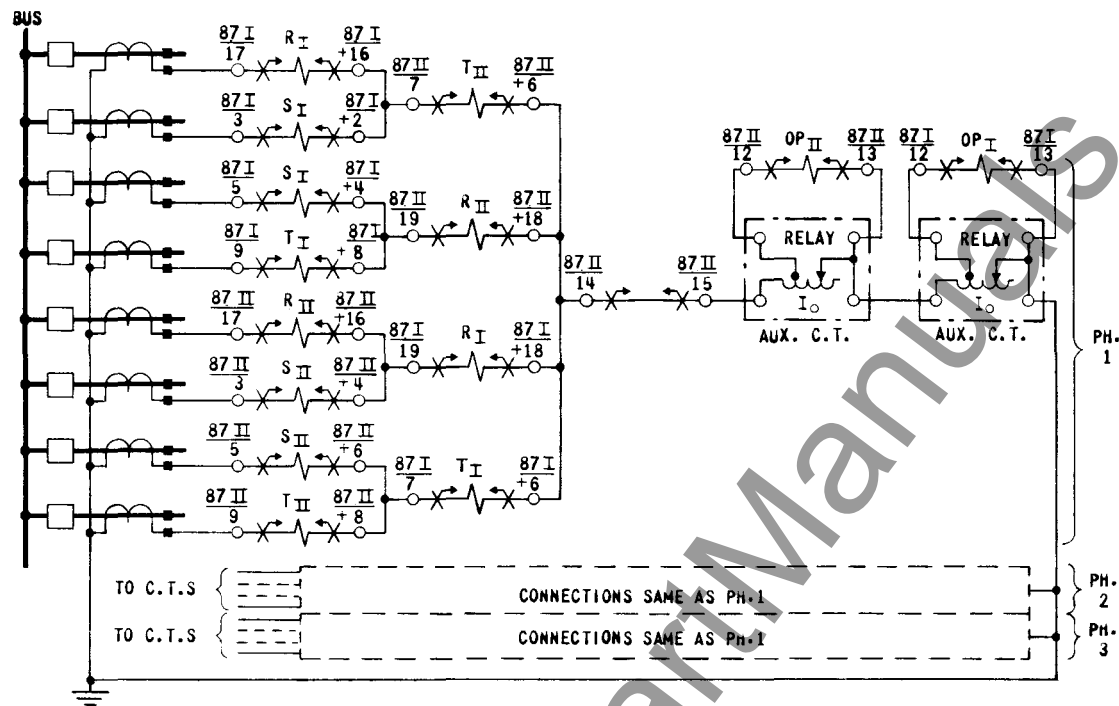 BUS
87 I R I 87 I
17 +16
87 II T II 87 II
7 +6
87 I S I 87 I
3 +2
87 II OP II 87 II 87 I OP I 87 I
12 13 12 13
87 I S I 87 I
5 +4
87 II R II 87 II
19 +18
RELAY RELAY
87 I T I 87 I
9 +8
87 II 87 II
14 15
I o I o
AUX. C.T. AUX. C.T.
87 II R II 87 II
17 +16
87 I R I 87 I
19 +18
PH.
1
87 II S II 87 II
3 +4
87 II S II 87 II
5 +6
87 I T I 87 I
7 +6
87 II T II 87 II
9 +8
TO C.T.S CONNECTIONS SAME AS PH.1 PH.
2
TO C.T.S CONNECTIONS SAME AS PH.1 PH.
3
artManuals